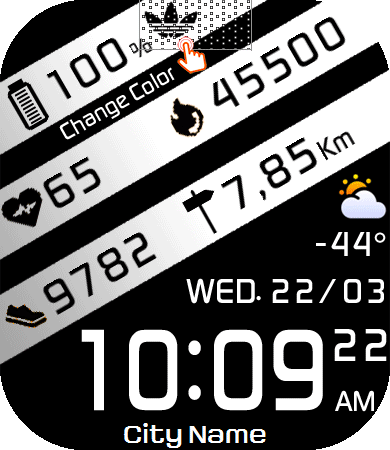 100%
Change Color
45500
65
7,85 Km
9782
-44°
WED. 22/03
10:09 22
AM
City Name